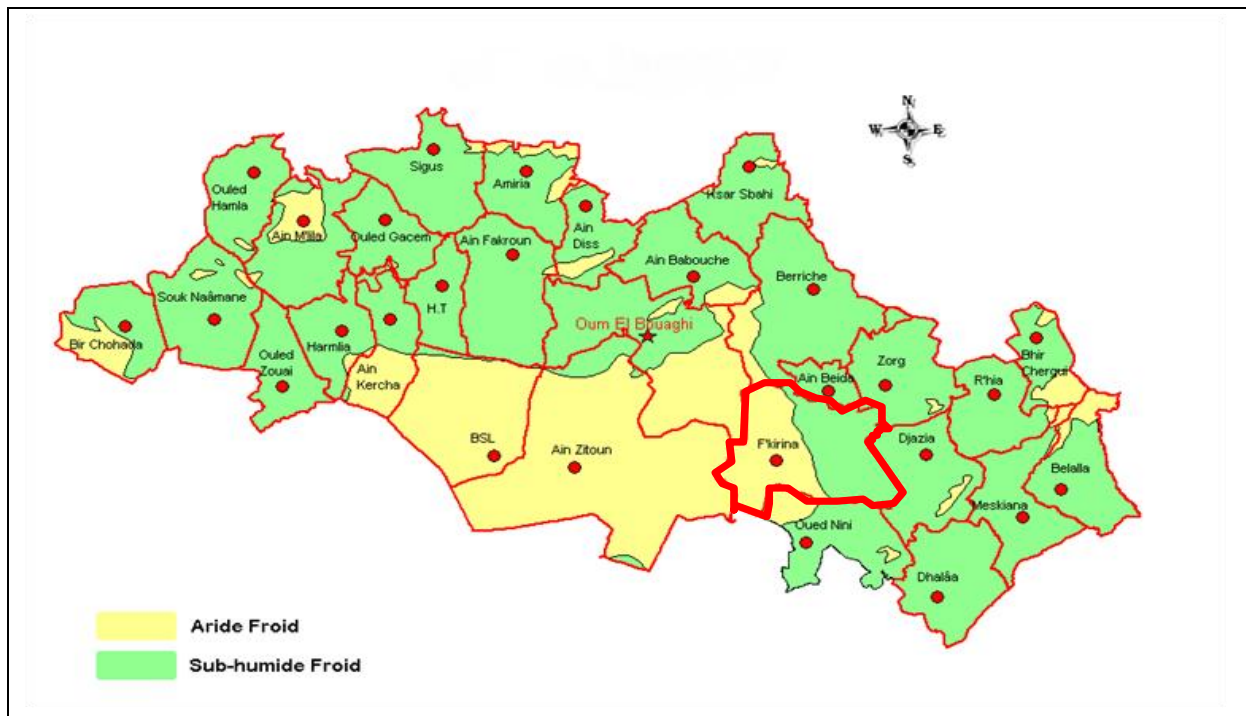 N
W
E
S
Sigus
Ouled
Hamla
Amiria
Ksar Sbahi
Ain M'lila
Ouled Gacem
Ain Fakroun
Ain
Diss
Ain Babouche
Berriche
Souk Naâmane
H.T
Bir Chohada
Harmlia
Oum El Bouaghi
Ouled
Zouai
Ain
Kercha
Ain Beida
Zorg
R'hia
Bhir
Chergui
BSL
Ain Zitoun
F'kirina
Djazia
Belalla
Meskiana
Oued Nini
Dhalâa
Aride Froid
Sub-humide Froid